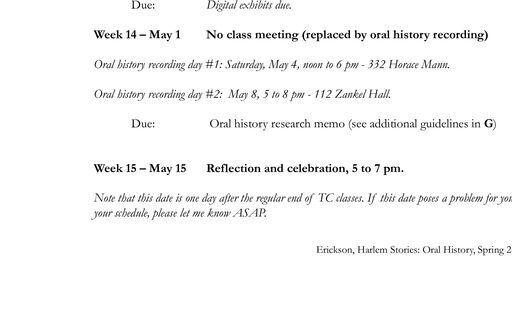 Due: Digital exhibits due.
Week 14 – May 1 No class meeting (replaced by oral history recording)
Oral history recording day #1: Saturday, May 4, noon to 6 pm - 332 Horace Mann.
Oral history recording day #2: May 8, 5 to 8 pm - 112 Zankel Hall.
Due: Oral history research memo (see additional guidelines in G)
Week 15 – May 15 Reflection and celebration, 5 to 7 pm.
Note that this date is one day after the regular end of TC classes. If this date poses a problem for
your schedule, please let me know ASAP.
Erickson, Harlem Stories: Oral History, Spring